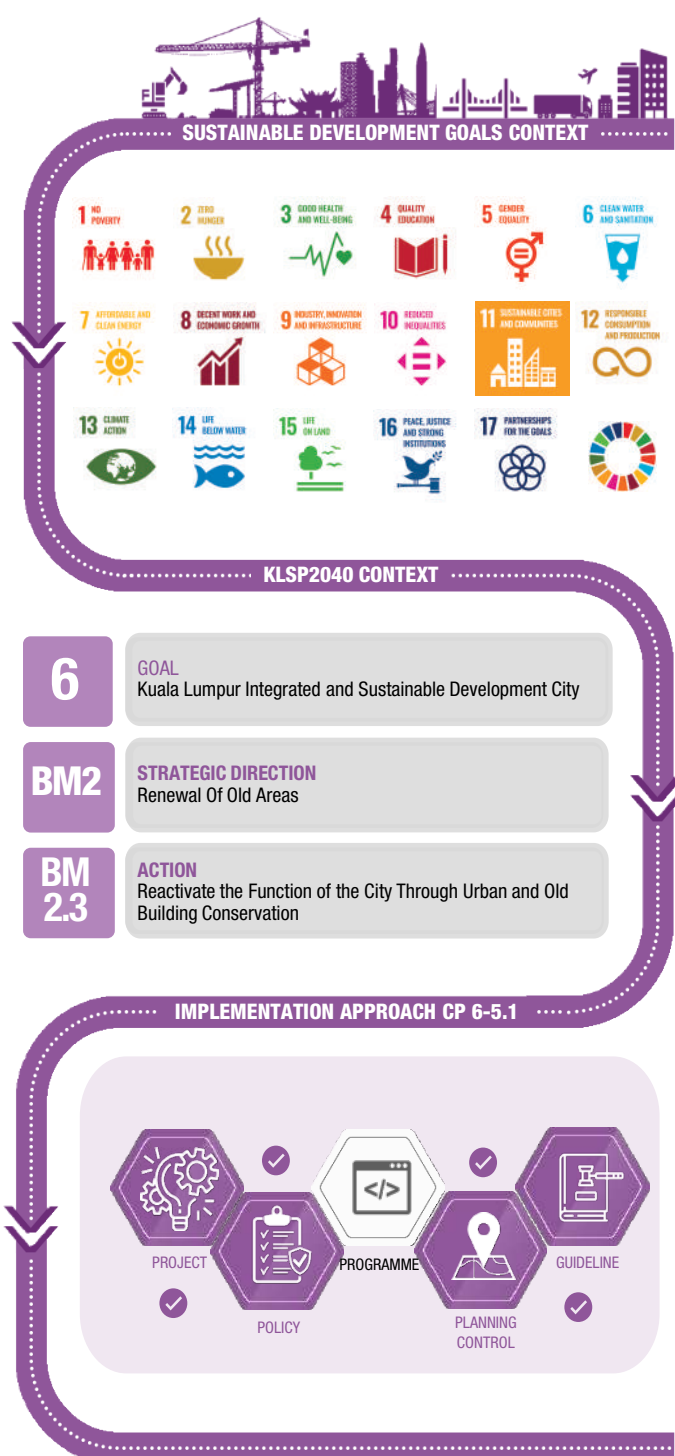 SUSTAINABLE DEVELOPMENT GOALS CONTEXT
1 NO
POVERTY
2 ZERO
HUNGER
3 GOOD HEALTH
AND WELL-BEING
4 QUALITY
EDUCATION
5 GENDER
EQUALITY
6 CLEAN WATER
AND SANITATION
7 AFFORDABLE AND
CLEAN ENERGY
8 DECENT WORK AND
ECONOMIC GROWTH
9 INDUSTRY, INNOVATION
AND INFRASTRUCTURE
10 REDUCED
INEQUALITIES
11 SUSTAINABLE CITIES
AND COMMUNITIES
12 RESPONSIBLE
CONSUMPTION
AND PRODUCTION
13 CLIMATE
ACTION
14 LIFE
BELOW WATER
15 LIFE
ON LAND
16 PEACE, JUSTICE
AND STRONG
INSTITUTIONS
17 PARTNERSHIPS
FOR THE GOALS
KLSP2040 CONTEXT
6
GOAL
Kuala Lumpur Integrated and Sustainable Development City
BM2
STRATEGIC DIRECTION
Renewal Of Old Areas
BM
2.3
ACTION
Reactivate the Function of the City Through Urban and Old
Building Conservation
IMPLEMENTATION APPROACH CP 6-5.1
</>
PROJECT
POLICY
PROGRAMME
PLANNING
CONTROL
GUIDELINE